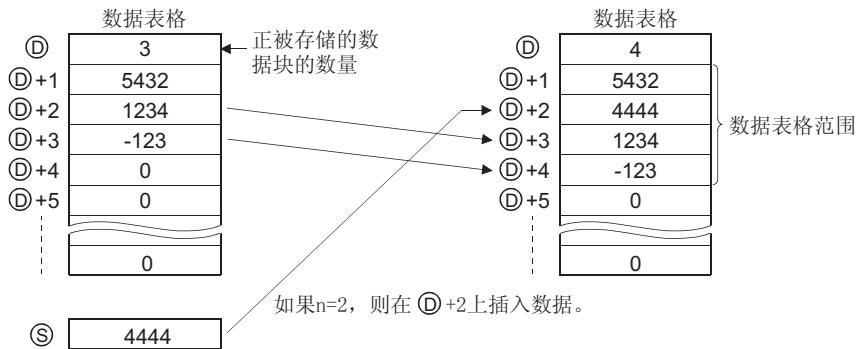 数据表格
Ⓓ 3
正被存储的数
据块的数量
Ⓓ+1 5432
Ⓓ+2 1234
Ⓓ+3 -123
Ⓓ+4 0
Ⓓ+5 0
0
Ⓢ 4444
数据表格
Ⓓ 4
Ⓓ+1 5432
Ⓓ+2 4444
Ⓓ+3 1234
Ⓓ+4 -123
Ⓓ+5 0
0
数据表格范围
如果n=2，则在 Ⓓ +2上插入数据。